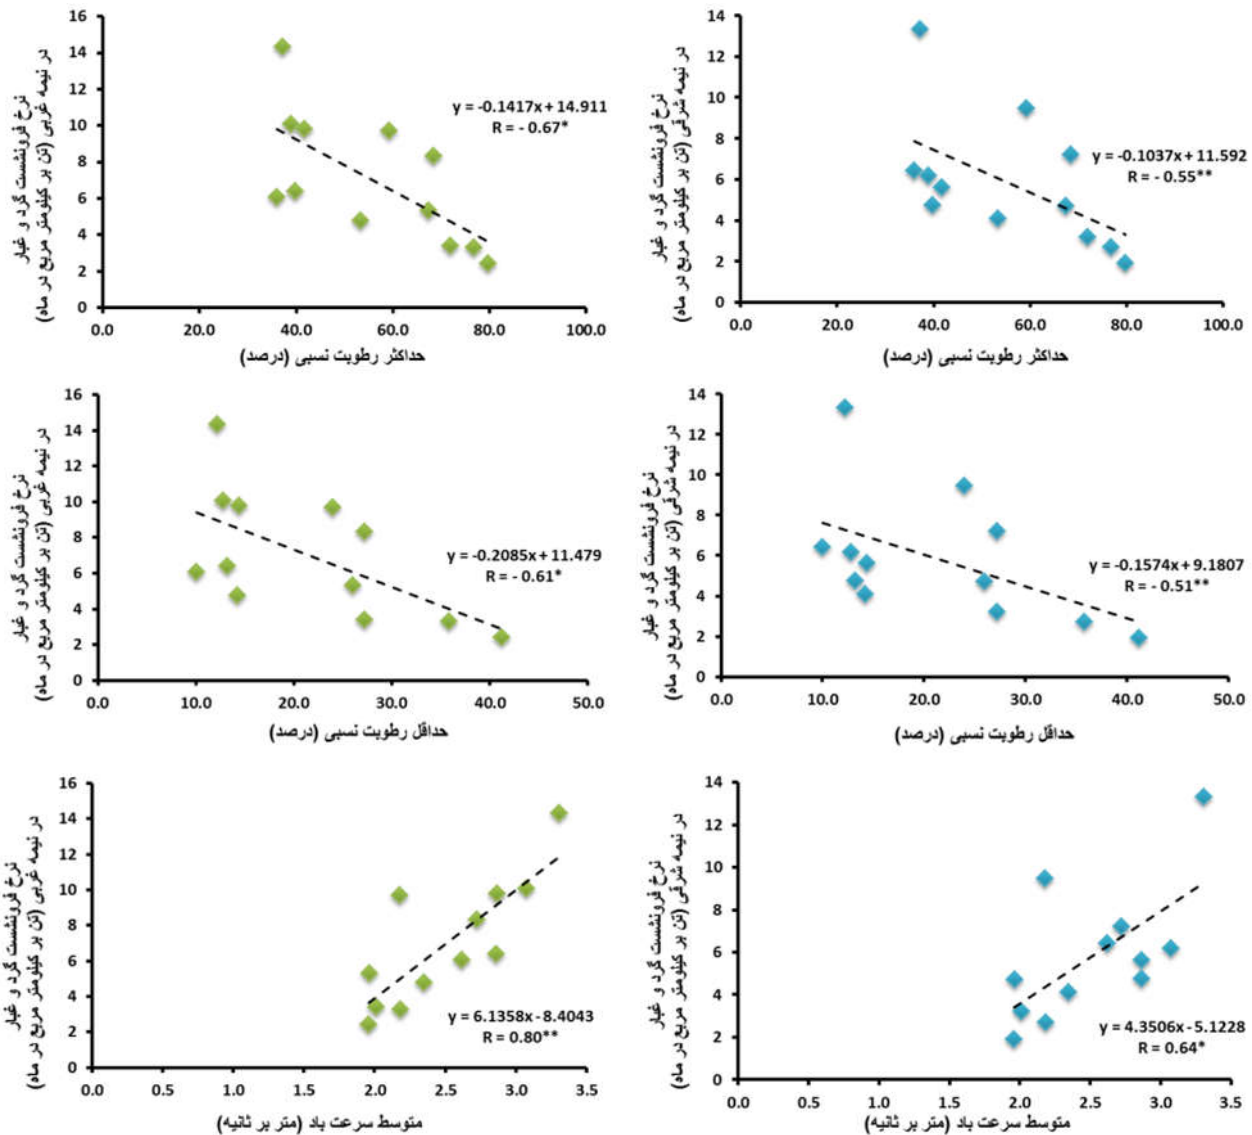 نرخ فرونشست گرد و غبار
در نیمه غربی (تن بر کیلومتر مربع در ماه)
16
14
12
10
8
6
4
2
0
y = -0.1417x + 14.911
R = - 0.67*
0.0 20.0 40.0 60.0 80.0 100.0
حداکثر رطوبت نسبی (درصد)
نرخ فرونشست گرد و غبار
در نیمه شرقی (تن بر کیلومتر مربع در ماه)
14
12
10
8
6
4
2
0
y = -0.1037x + 11.592
R = - 0.55**
0.0 20.0 40.0 60.0 80.0 100.0
حداکثر رطوبت نسبی (درصد)
نرخ فرونشست گرد و غبار
در نیمه غربی (تن بر کیلومتر مربع در ماه)
16
14
12
10
8
6
4
2
0
y = -0.2085x + 11.479
R = - 0.61*
0.0 10.0 20.0 30.0 40.0 50.0
حداقل رطوبت نسبی (درصد)
نرخ فرونشست گرد و غبار
در نیمه شرقی (تن بر کیلومتر مربع در ماه)
14
12
10
8
6
4
2
0
y = -0.1574x + 9.1807
R = - 0.51**
0.0 10.0 20.0 30.0 40.0 50.0
حداقل رطوبت نسبی (درصد)
نرخ فرونشست گرد و غبار
در نیمه غربی (تن بر کیلومتر مربع در ماه)
16
14
12
10
8
6
4
2
0
y = 6.1358x - 8.4043
R = 0.80**
0.0 0.5 1.0 1.5 2.0 2.5 3.0 3.5
متوسط سرعت باد (متر بر ثانیه)
نرخ فرونشست گرد و غبار
در نیمه شرقی (تن بر کیلومتر مربع در ماه)
14
12
10
8
6
4
2
0
y = 4.3506x - 5.1228
R = 0.64*
0.0 0.5 1.0 1.5 2.0 2.5 3.0 3.5
متوسط سرعت باد (متر بر ثانیه)